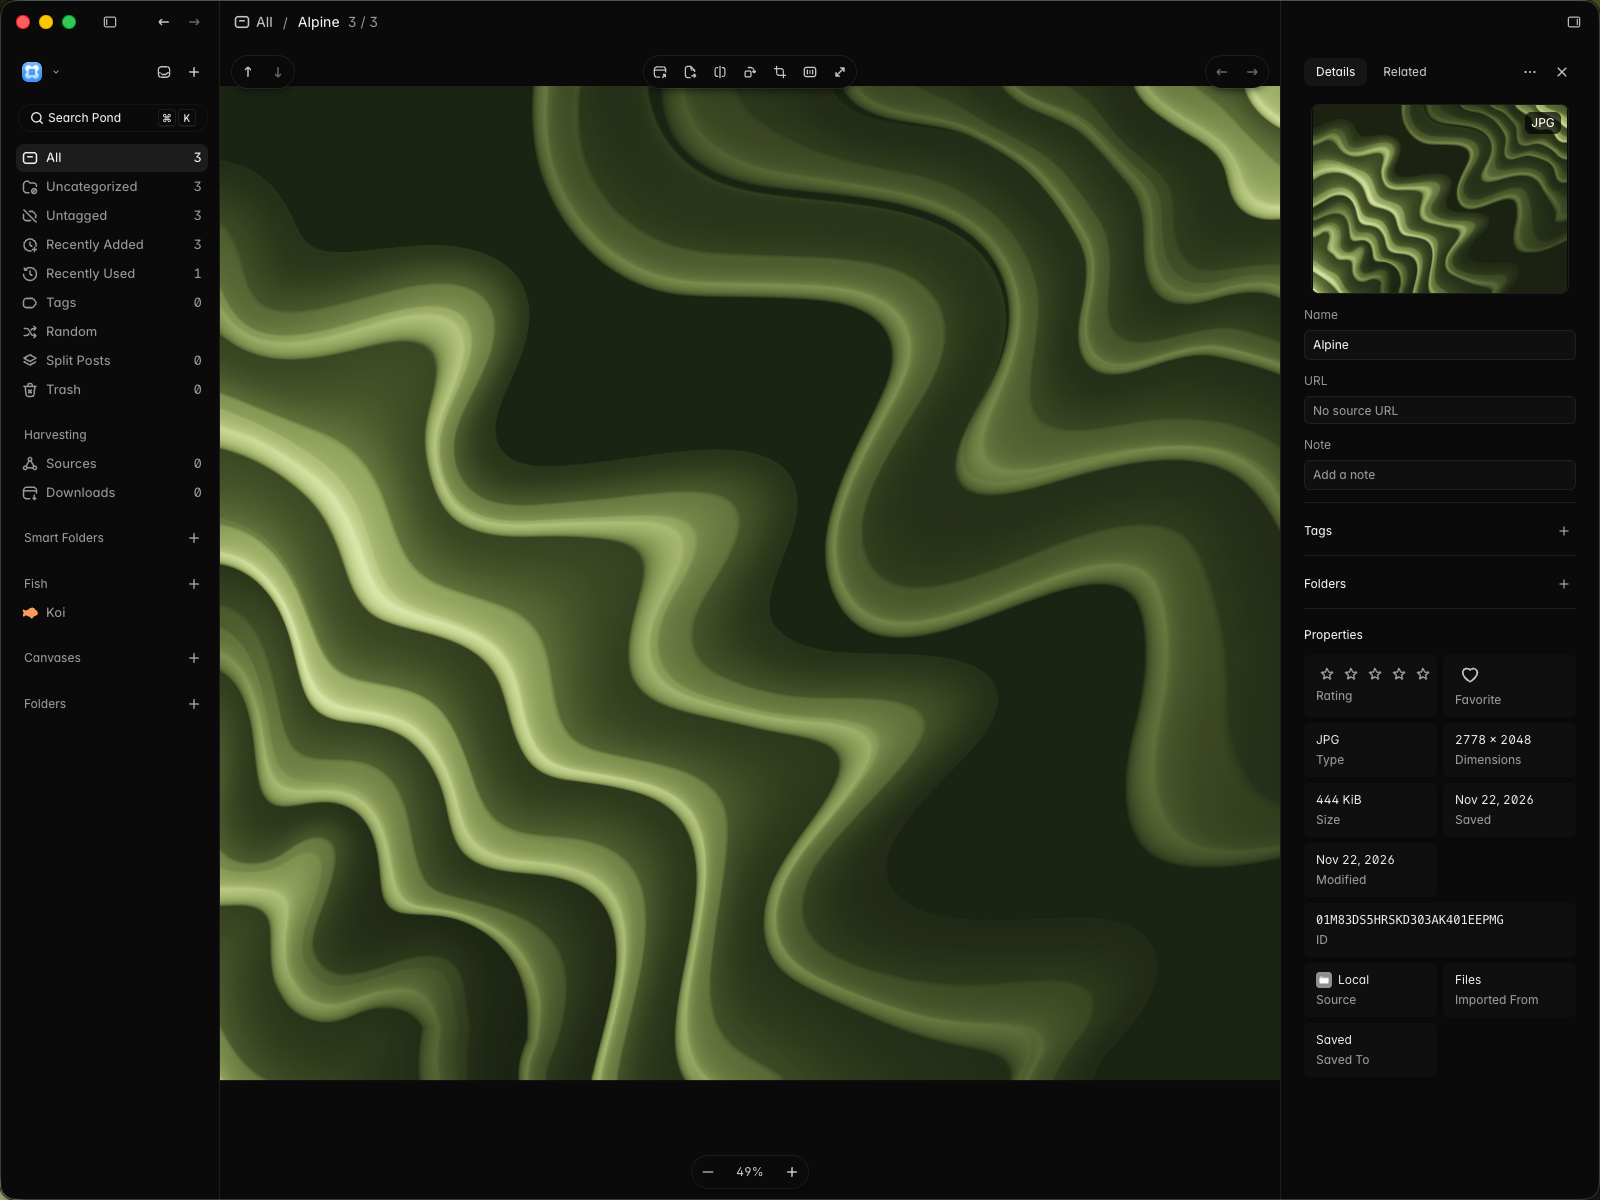 All / Alpine 3 / 3
Search Pond ⌘ K
All 3
Uncategorized 3
Untagged 3
Recently Added 3
Recently Used 1
Tags 0
Random
Split Posts 0
Trash 0
Harvesting
Sources 0
Downloads 0
Smart Folders
Fish
Koi
Canvases
Folders
49%
Details Related
JPG
Name
Alpine
URL
No source URL
Note
Add a note
Tags
Folders
Properties
Rating
Favorite
JPG
Type
2778 × 2048
Dimensions
444 KiB
Size
Nov 22, 2026
Saved
Nov 22, 2026
Modified
01M83DS5HRSKD303AK401EEPMG
ID
Local
Source
Files
Imported From
Saved
Saved To